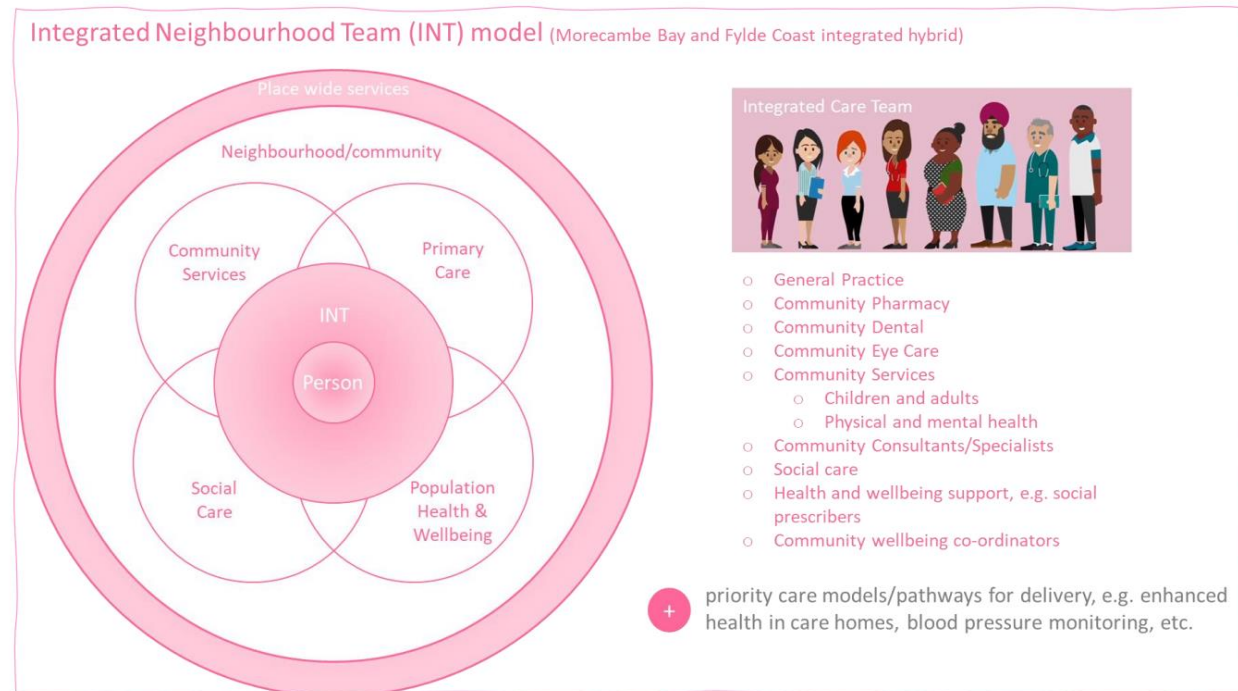 Integrated Neighbourhood Team (INT) model (Morecambe Bay and Fylde Coast integrated hybrid)
Place wide services
Neighbourhood/community
Community
Services
Primary
Care
INT
Person
Social
Care
Population
Health &
Wellbeing
Integrated Care Team
General Practice
Community Pharmacy
Community Dental
Community Eye Care
Community Services
Children and adults
Physical and mental health
Community Consultants/Specialists
Social care
Health and wellbeing support, e.g. social
prescribers
Community wellbeing co-ordinators
+
priority care models/pathways for delivery, e.g. enhanced
health in care homes, blood pressure monitoring, etc.